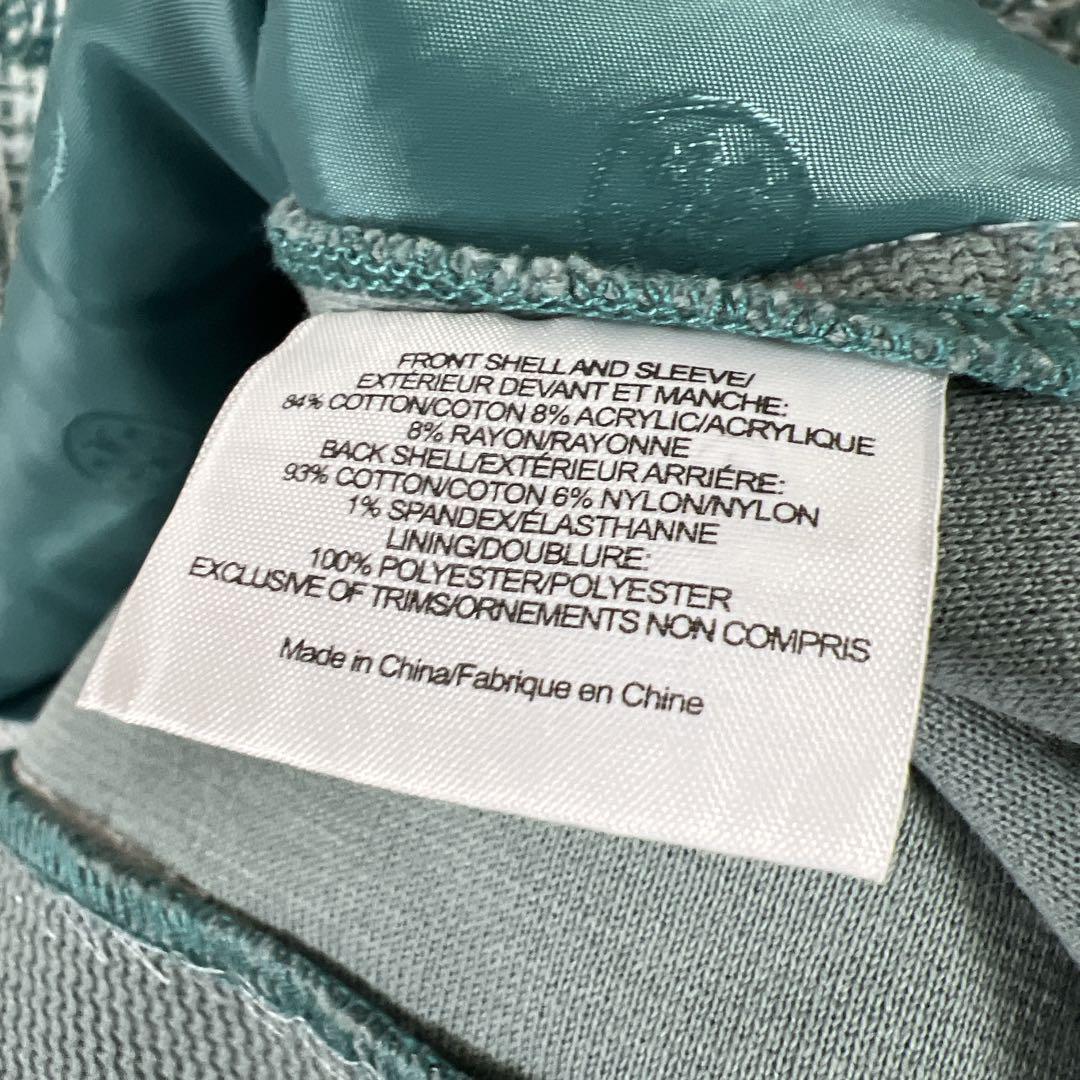 FRONT SHELL AND SLEEVE/
EXTÉRIEUR DEVANT ET MANCHE:
84% COTTON/COTON 8% ACRYLIC/ACRYLIQUE
8% RAYON/RAYONNE
BACK SHELL/EXTÉRIEUR ARRIÉRE:
93% COTTON/COTON 6% NYLON/NYLON
1% SPANDEX/ÉLASTHANNE
LINING/DOUBLURE:
100% POLYESTER/POLYESTER
EXCLUSIVE OF TRIMS/ORNEMENTS NON COMPRIS
Made in China/Fabrique en Chine